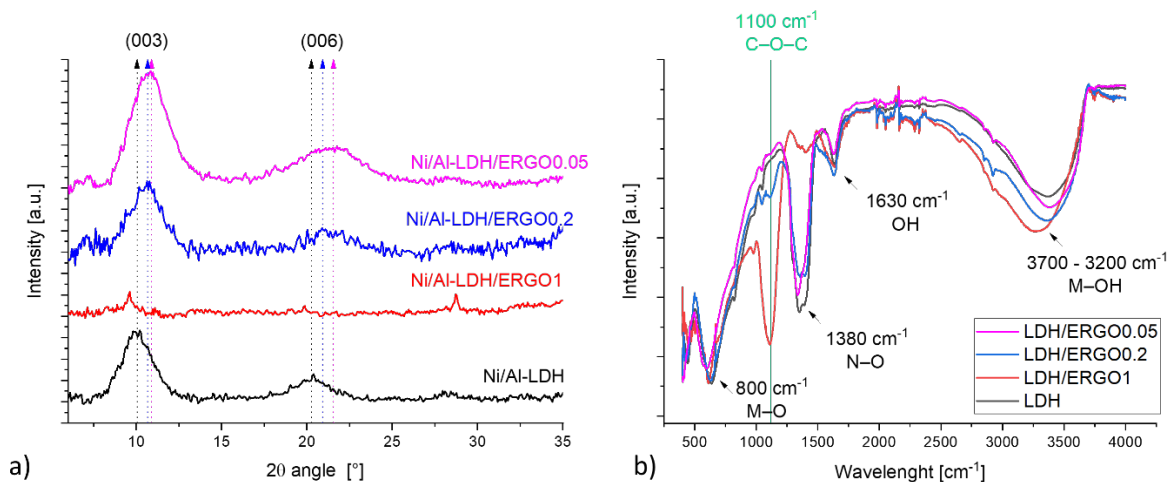 (003)
(006)
Ni/Al-LDH/ERGO0.05
Ni/Al-LDH/ERGO0.2
Ni/Al-LDH/ERGO1
Ni/Al-LDH
Intensity [a.u.]
10
15
20
25
30
35
2θ angle [°]
a)
1100 cm⁻¹
C–O–C
1630 cm⁻¹
OH
3700 - 3200 cm⁻¹
M–OH
1380 cm⁻¹
N–O
800 cm⁻¹
M–O
LDH/ERGO0.05
LDH/ERGO0.2
LDH/ERGO1
LDH
Intensity [a.u.]
500
1000
1500
2000
2500
3000
3500
4000
Wavelenght [cm⁻¹]
b)